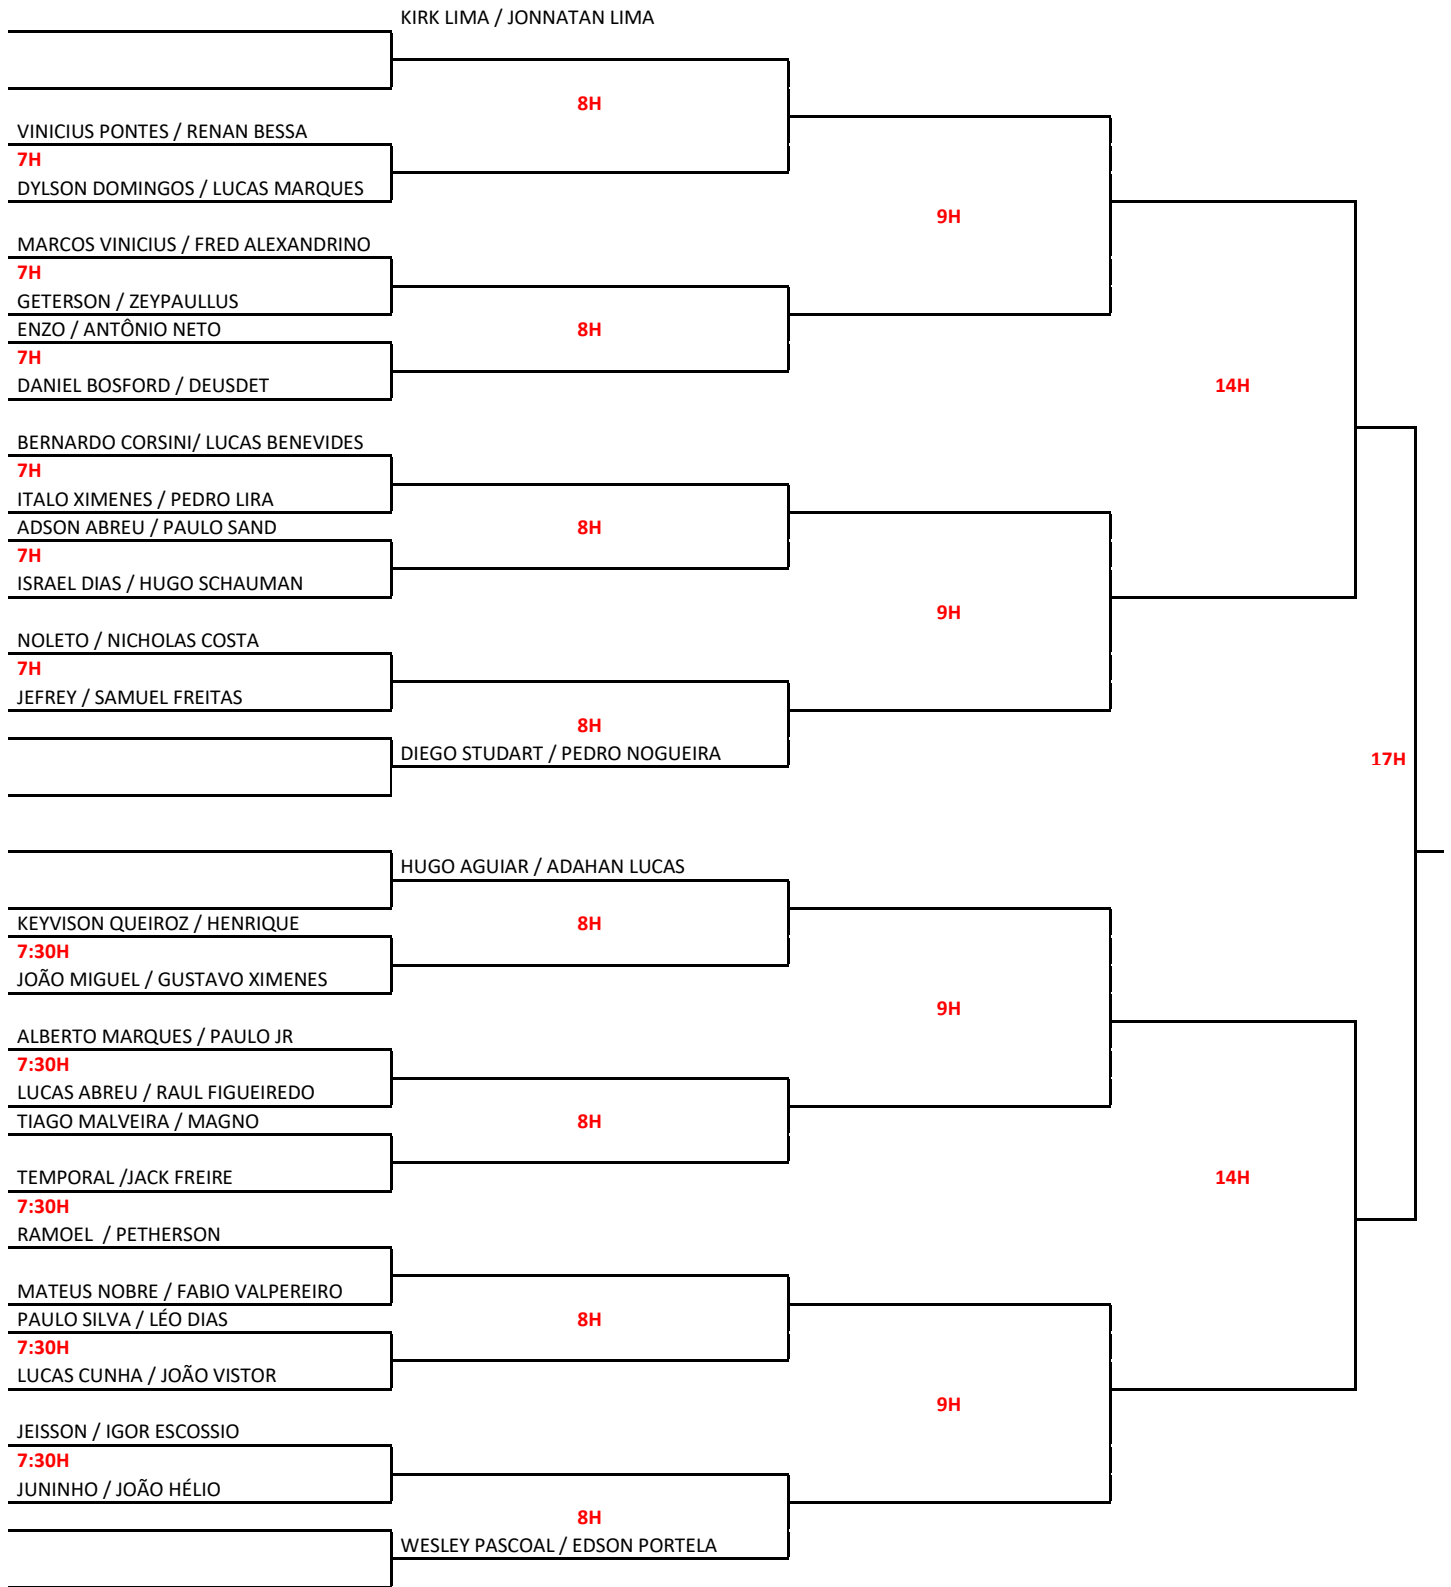 KIRK LIMA / JONNATAN LIMA
8H
VINICIUS PONTES / RENAN BESSA
7H
DYLSON DOMINGOS / LUCAS MARQUES
9H
MARCOS VINICIUS / FRED ALEXANDRINO
7H
GETERSON / ZEYPAULLUS
ENZO / ANTÔNIO NETO
8H
7H
DANIEL BOSFORD / DEUSDET
14H
BERNARDO CORSINI/ LUCAS BENEVIDES
7H
ITALO XIMENES / PEDRO LIRA
ADSON ABREU / PAULO SAND
8H
7H
ISRAEL DIAS / HUGO SCHAUMAN
9H
NOLETO / NICHOLAS COSTA
7H
JEFREY / SAMUEL FREITAS
8H
DIEGO STUDART / PEDRO NOGUEIRA
17H
HUGO AGUIAR / ADAHAN LUCAS
KEYVISON QUEIROZ / HENRIQUE
8H
7:30H
JOÃO MIGUEL / GUSTAVO XIMENES
9H
ALBERTO MARQUES / PAULO JR
7:30H
LUCAS ABREU / RAUL FIGUEIREDO
TIAGO MALVEIRA / MAGNO
8H
TEMPORAL /JACK FREIRE
14H
7:30H
RAMOEL  / PETHERSON
MATEUS NOBRE / FABIO VALPEREIRO
PAULO SILVA / LÉO DIAS
8H
7:30H
LUCAS CUNHA / JOÃO VISTOR
9H
JEISSON / IGOR ESCOSSIO
7:30H
JUNINHO / JOÃO HÉLIO
8H
WESLEY PASCOAL / EDSON PORTELA